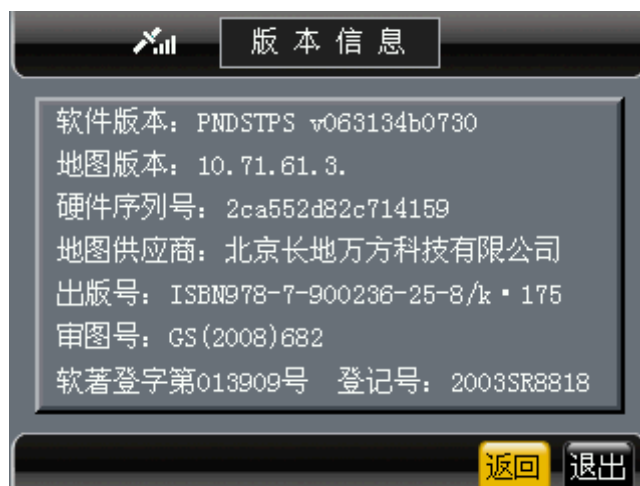 版本信息
软件版本: PNDSTPS v063134b0730
地图版本: 10.71.61.3.
硬件序列号: 2ca552d82c714159
地图供应商: 北京长地万方科技有限公司
出版号: ISBN978-7-900236-25-8/k·175
审图号: GS(2008)682
软著登字第013909号 登记号: 2003SR8818
返回 退出